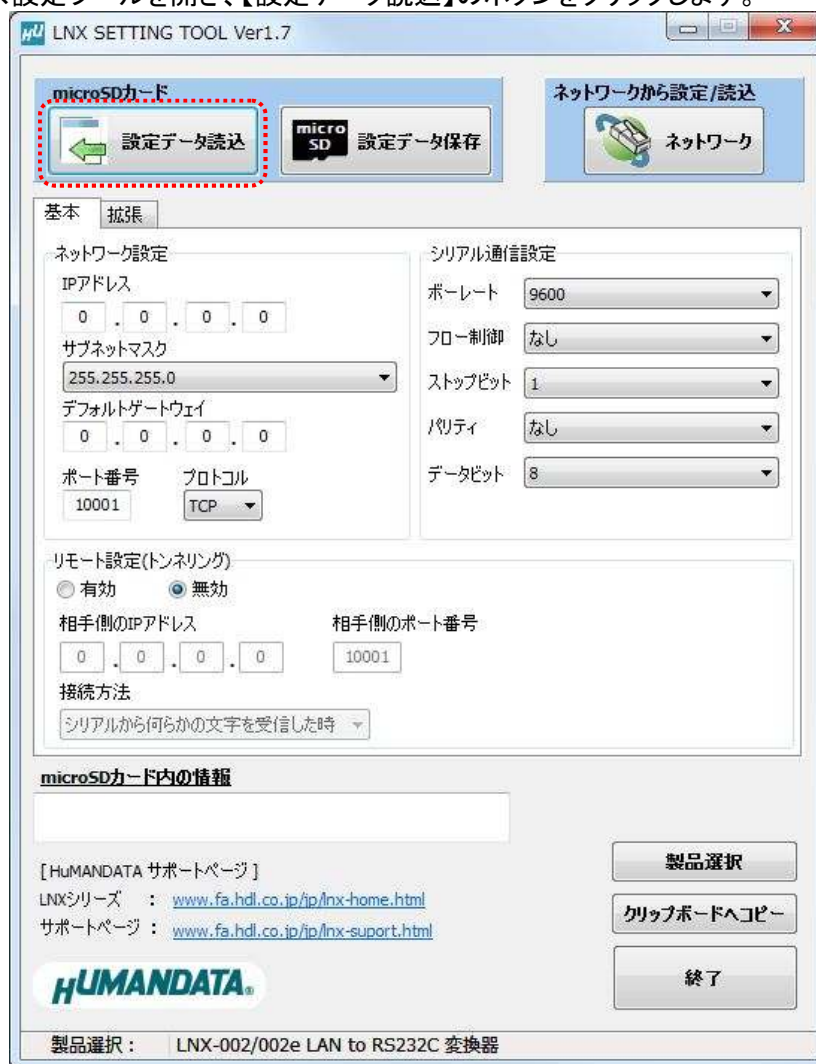 設定ツールを開き、【設定データ読込】のボタンをクリックします。
LNX SETTING TOOL Ver1.7
microSDカード
ネットワークから設定/読込
設定データ読込
micro SD 設定データ保存
ネットワーク
基本 拡張
ネットワーク設定
シリアル通信設定
IPアドレス
0 . 0 . 0 . 0
ボーレート 9600
サブネットマスク
フロー制御 なし
255.255.255.0
ストップビット 1
デフォルトゲートウェイ
0 . 0 . 0 . 0
パリティ なし
ポート番号 プロトコル
データビット 8
10001 TCP
リモート設定(トンネリング)
有効 無効
相手側のIPアドレス 相手側のポート番号
0 . 0 . 0 . 0 10001
接続方法
シリアルから何らかの文字を受信した時
microSDカード内の情報
製品選択
[HuMANDATA サポートページ]
LNXシリーズ : www.fa.hdl.co.jp/jp/lnx-home.html
クリップボードへコピー
サポートページ : www.fa.hdl.co.jp/jp/lnx-suport.html
HUMANDATA®
終了
製品選択: LNX-002/002e LAN to RS232C 変換器